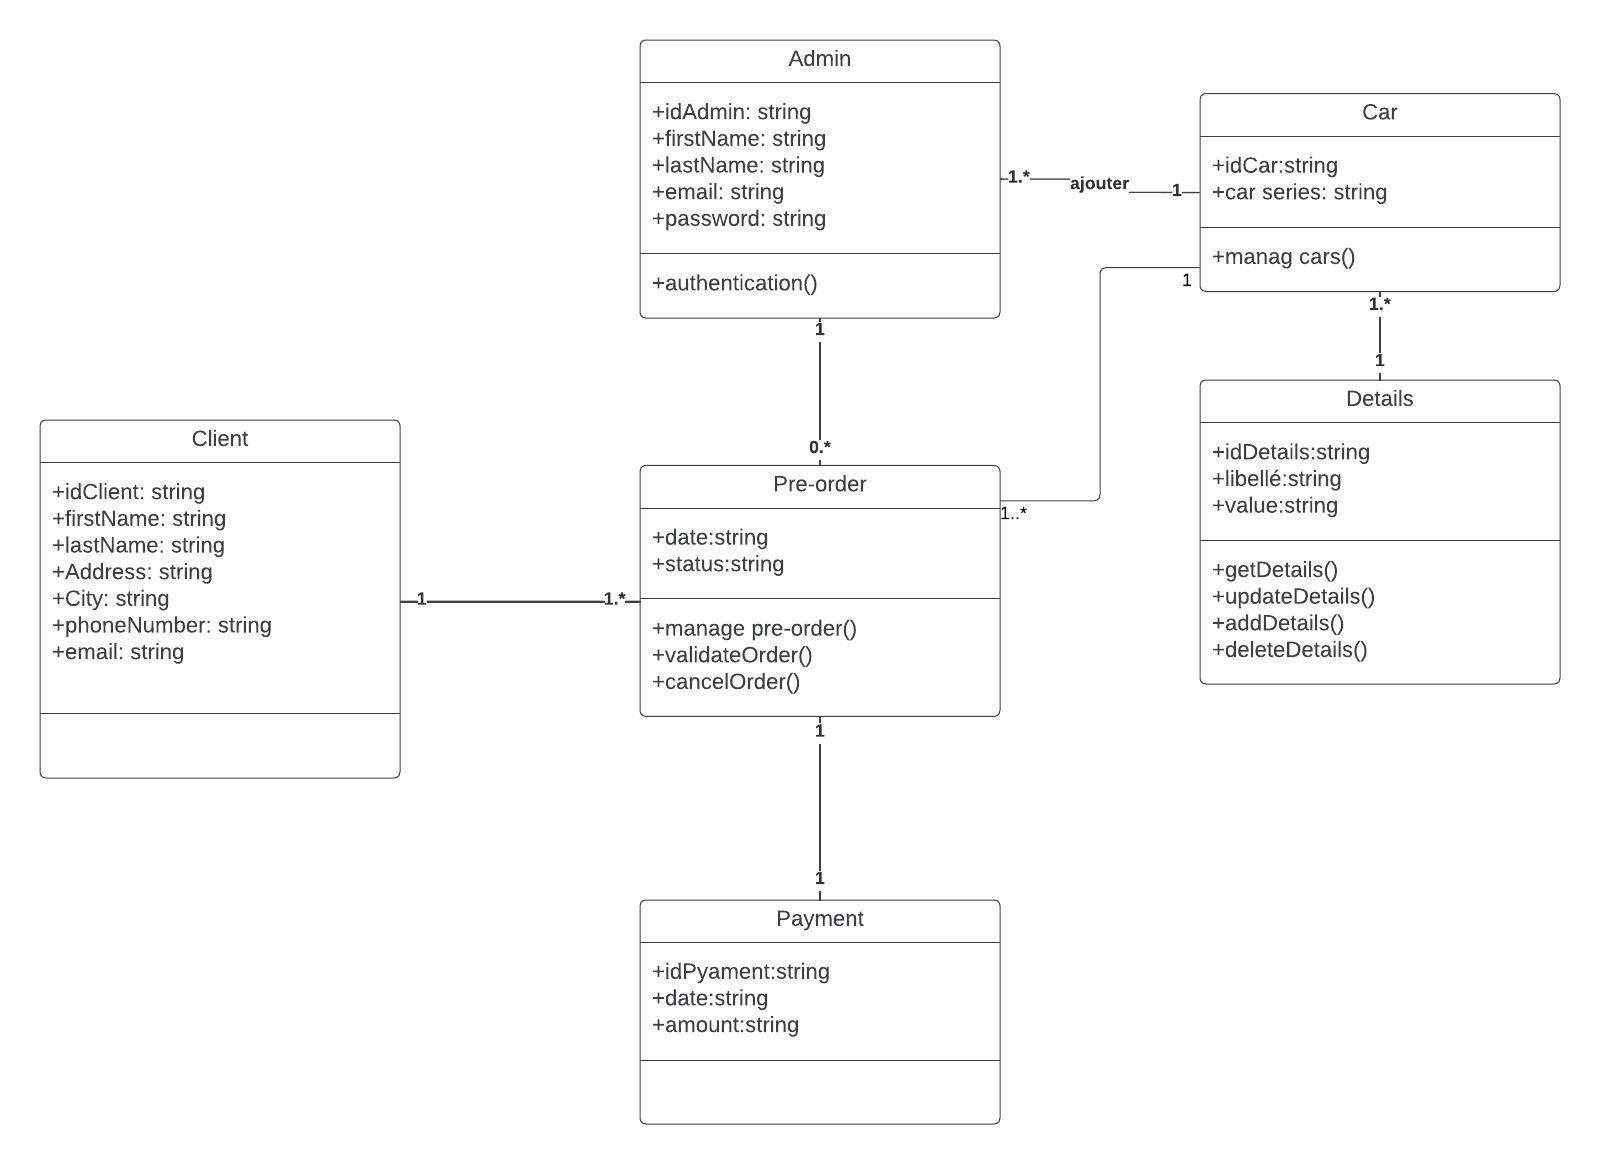 Admin
+idAdmin: string
+firstName: string
+lastName: string
+email: string
+password: string
+authentication()
1.*
ajouter
1
Car
+idCar:string
+car series: string
+manag cars()
1
1.*
1
Details
+idDetails:string
+libellé:string
+value:string
+getDetails()
+updateDetails()
+addDetails()
+deleteDetails()
1
0.*
Client
+idClient: string
+firstName: string
+lastName: string
+Address: string
+City: string
+phoneNumber: string
+email: string
1
1.*
Pre-order
1..*
+date:string
+status:string
+manage pre-order()
+validateOrder()
+cancelOrder()
1
1
Payment
+idPyament:string
+date:string
+amount:string